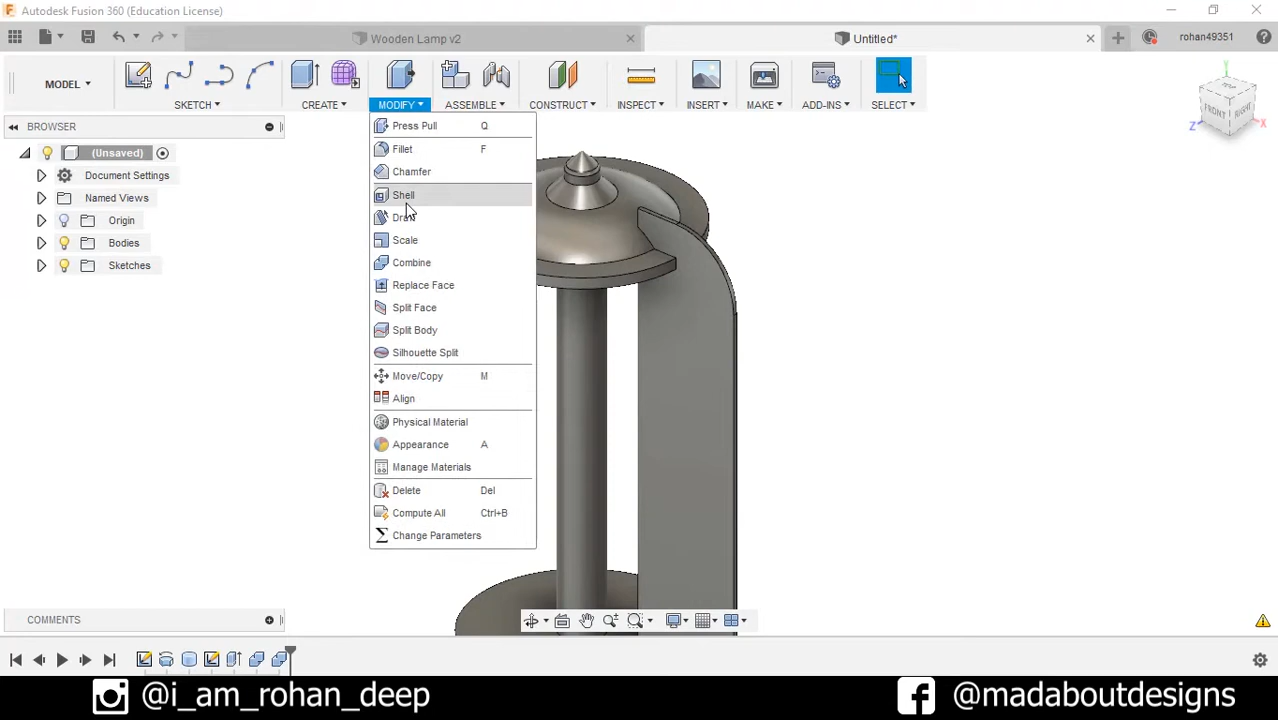 Autodesk Fusion 360 (Education License)
Wooden Lamp v2
Untitled*
rohan49351
MODEL
SKETCH
CREATE
MODIFY
ASSEMBLE
CONSTRUCT
INSPECT
INSERT
MAKE
ADD-INS
SELECT
BROWSER
(Unsaved)
Document Settings
Named Views
Origin
Bodies
Sketches
Press Pull Q
Fillet F
Chamfer
Shell
Draft
Scale
Combine
Replace Face
Split Face
Split Body
Silhouette Split
Move/Copy M
Align
Physical Material
Appearance A
Manage Materials
Delete Del
Compute All Ctrl+B
Change Parameters
Y
FRONT
RIGHT
Z
X
COMMENTS
@i_am_rohan_deep
@madaboutdesigns